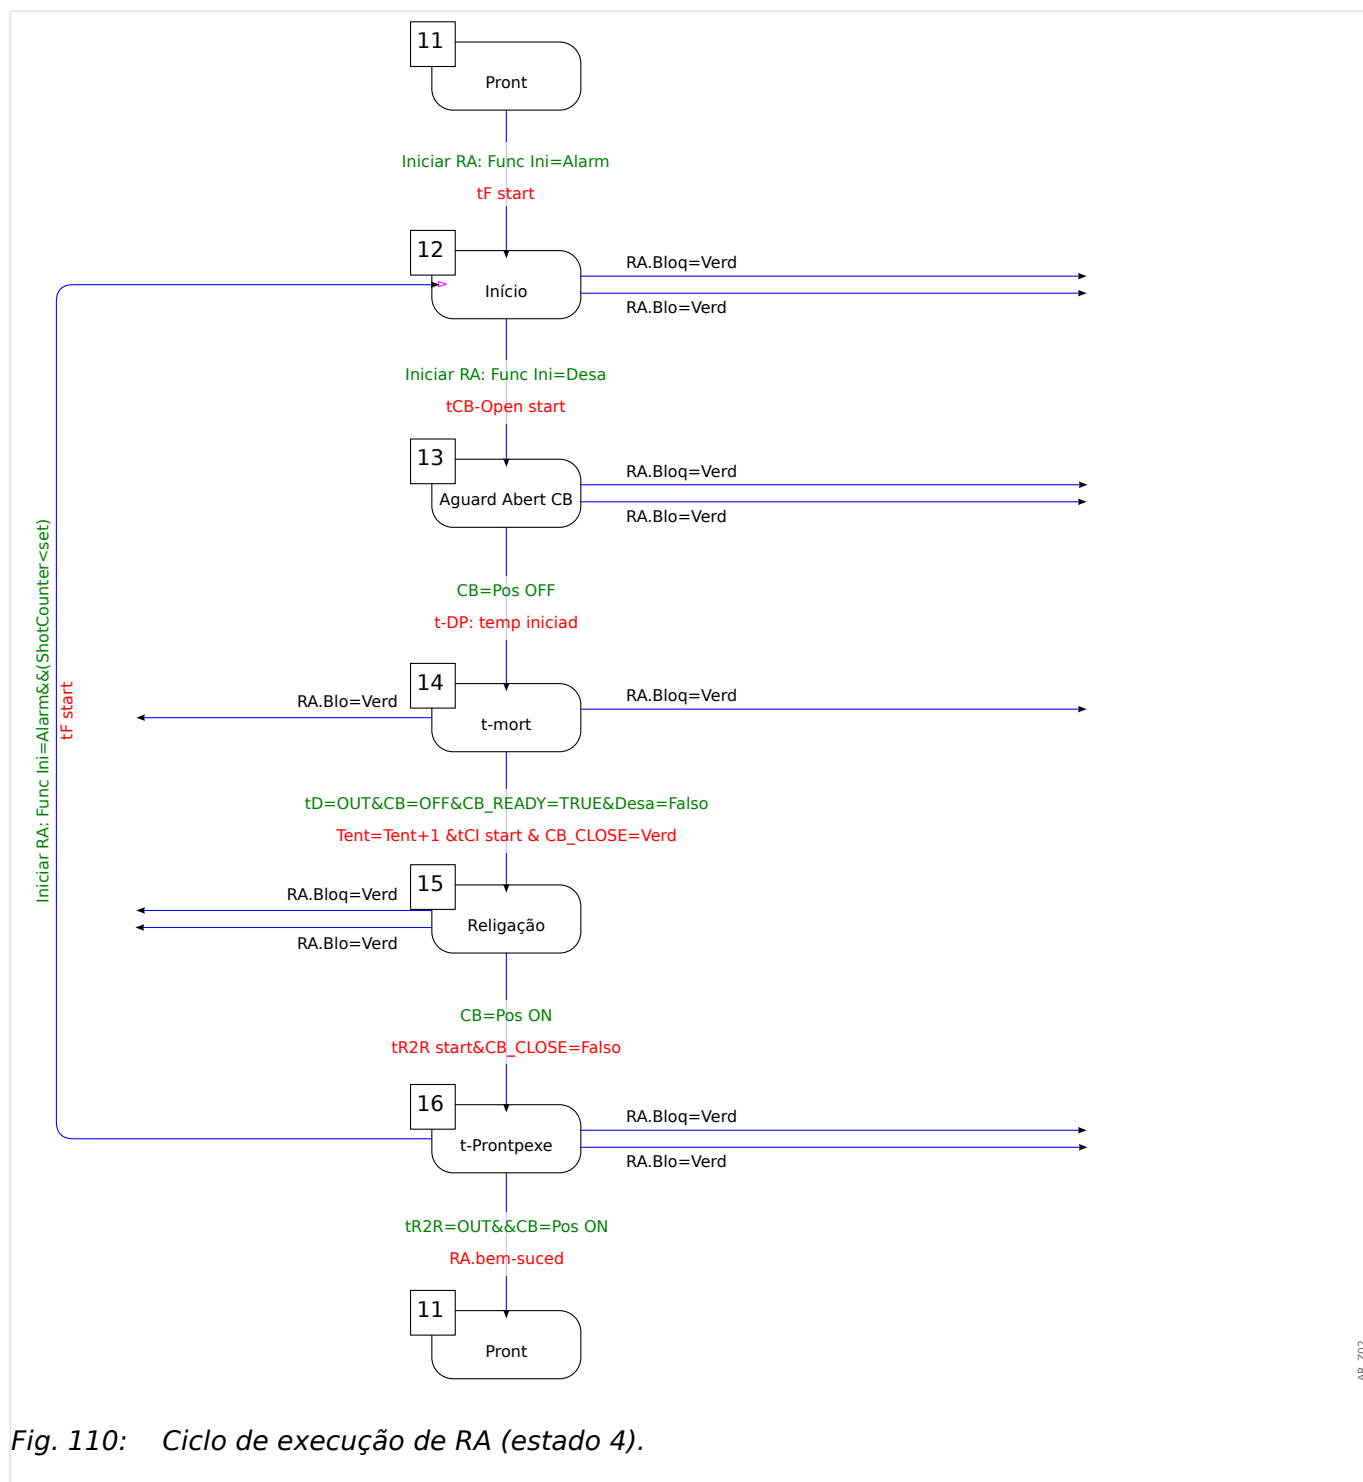 11
Pront
Iniciar RA: Func Ini=Alarm
tF start
12
Início
RA.Bloq=Verd
RA.Blo=Verd
Iniciar RA: Func Ini=Desa
tCB-Open start
13
Aguard Abert CB
RA.Bloq=Verd
RA.Blo=Verd
CB=Pos OFF
t-DP: temp iniciad
Iniciar RA: Func Ini=Alarm&&(ShotCounter<set)
tF start
14
t-mort
RA.Blo=Verd
RA.Bloq=Verd
tD=OUT&CB=OFF&CB_READY=TRUE&Desa=Falso
Tent=Tent+1 &tCI start & CB_CLOSE=Verd
15
Religação
RA.Bloq=Verd
RA.Blo=Verd
CB=Pos ON
tR2R start&CB_CLOSE=Falso
16
t-Prontpexe
RA.Bloq=Verd
RA.Blo=Verd
tR2R=OUT&&CB=Pos ON
RA.bem-suced
11
Pront
Fig. 110: Ciclo de execução de RA (estado 4).